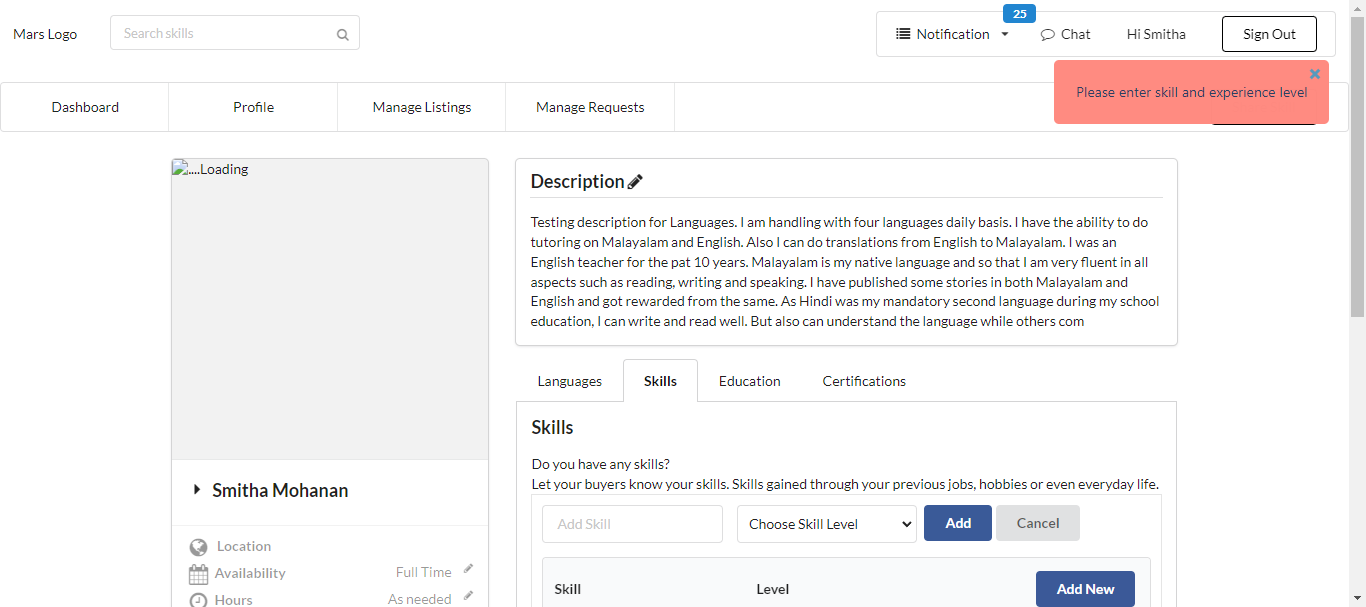 25
Mars Logo
Search skills
Notification
Chat
Hi Smitha
Sign Out
Please enter skill and experience level
Dashboard
Profile
Manage Listings
Manage Requests
....Loading
Description
Testing description for Languages. I am handling with four languages daily basis. I have the ability to do
tutoring on Malayalam and English. Also I can do translations from English to Malayalam. I was an
English teacher for the pat 10 years. Malayalam is my native language and so that I am very fluent in all
aspects such as reading, writing and speaking. I have published some stories in both Malayalam and
English and got rewarded from the same. As Hindi was my mandatory second language during my school
education, I can write and read well. But also can understand the language while others com
Languages
Skills
Education
Certifications
Skills
Do you have any skills?
Let your buyers know your skills. Skills gained through your previous jobs, hobbies or even everyday life.
Add Skill
Choose Skill Level
Add
Cancel
Skill
Level
Add New
Smitha Mohanan
Location
Availability
Full Time
Hours
As needed